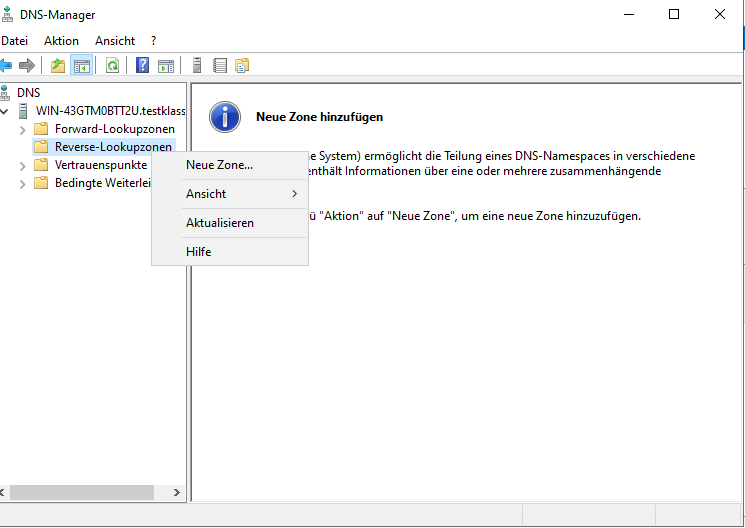 DNS-Manager
Datei Aktion Ansicht ?
DNS
WIN-43GTM0BTT2U.testklass
Forward-Lookupzonen
Reverse-Lookupzonen
Vertrauenspunkte
Bedingte Weiterlei
Neue Zone...
Ansicht
Aktualisieren
Hilfe
Neue Zone hinzufügen
System) ermöglicht die Teilung eines DNS-Namespaces in verschiedene
enthält Informationen über eine oder mehrere zusammenhängende
"Aktion" auf "Neue Zone", um eine neue Zone hinzuzufügen.